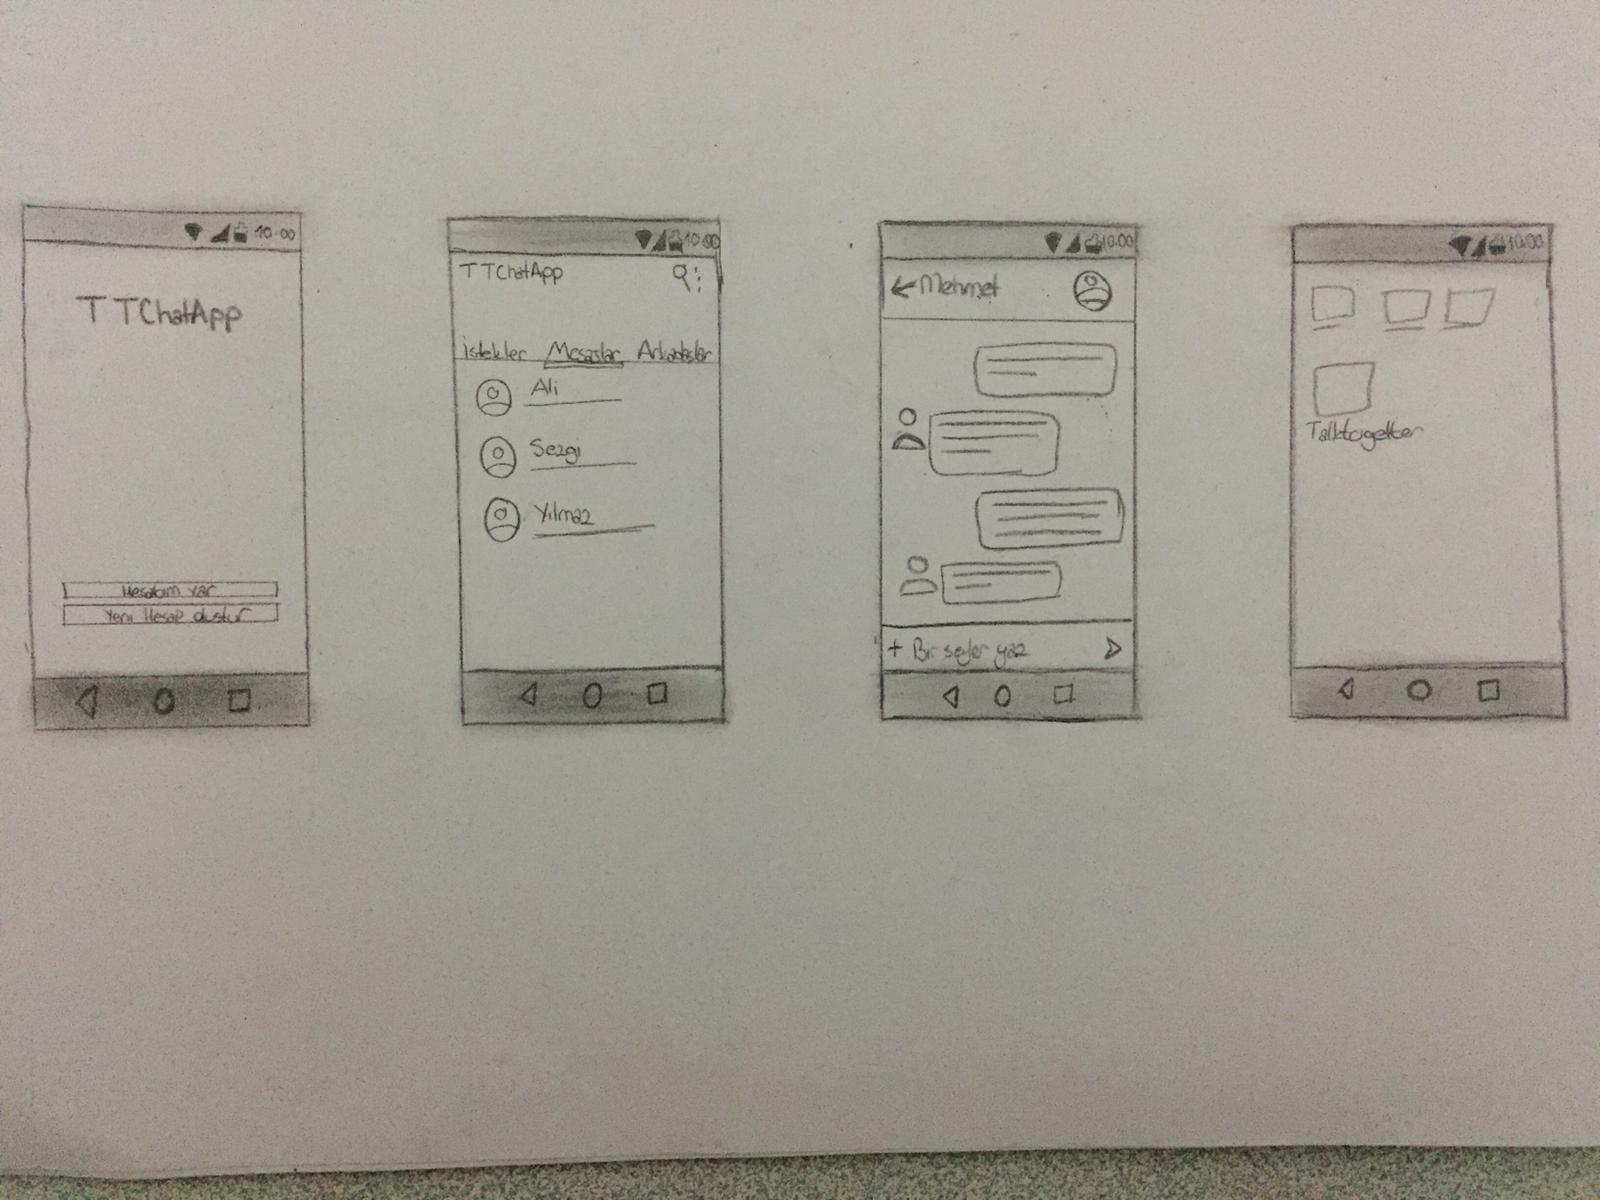 10:00
TTChatApp
Hesabım var
Yeni Hesap oluştur
10:00
TTChatApp
İstekler Mesajlar Arkadaşlar
Ali
Sezgi
Yılmaz
10:00
Mehmet
+ Bir şeyler yaz
10:00
Talktogether